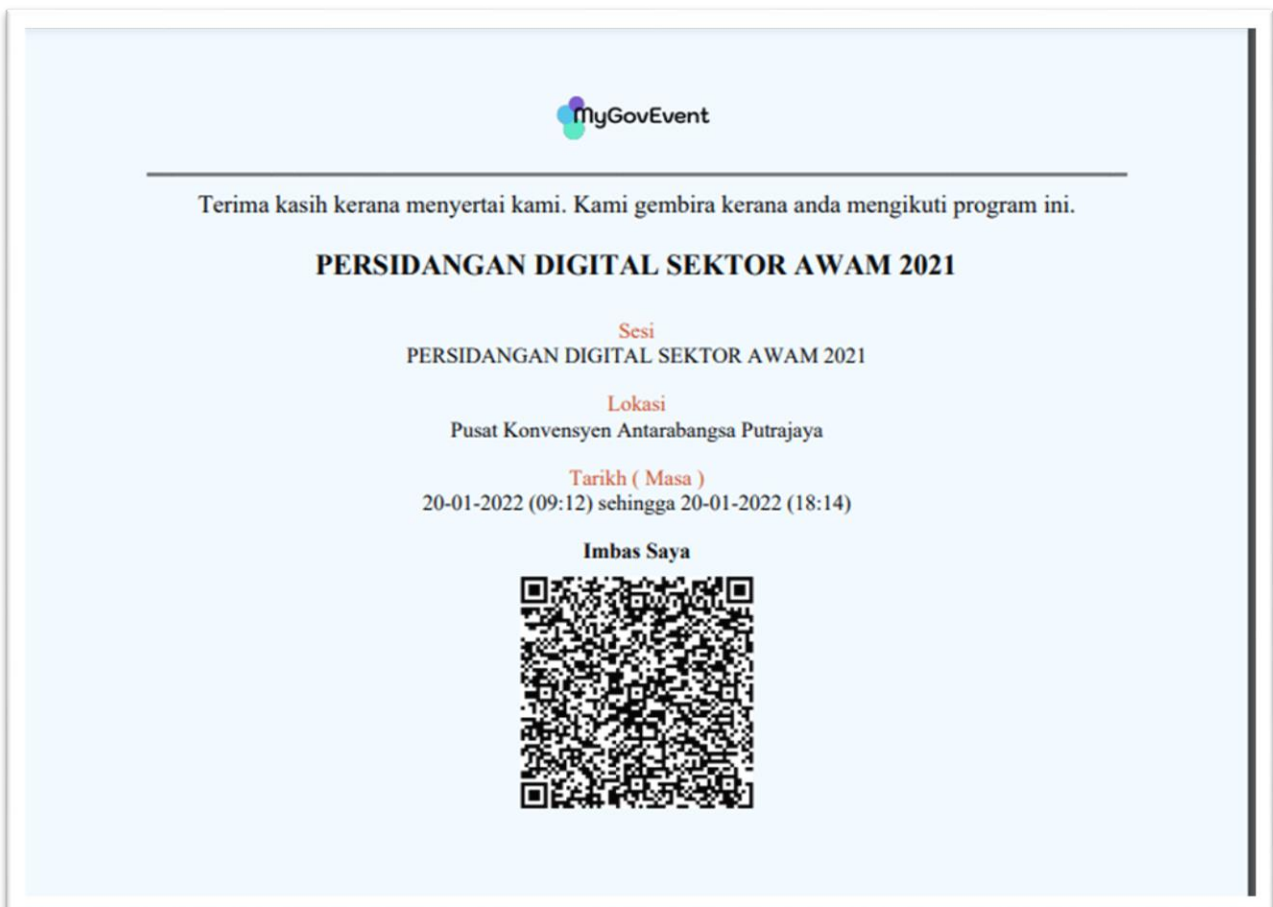 MyGovEvent
Terima kasih kerana menyertai kami. Kami gembira kerana anda mengikuti program ini.
PERSIDANGAN DIGITAL SEKTOR AWAM 2021
Sesi
PERSIDANGAN DIGITAL SEKTOR AWAM 2021
Lokasi
Pusat Konvensyen Antarabangsa Putrajaya
Tarikh ( Masa )
20-01-2022 (09:12) sehingga 20-01-2022 (18:14)
Imbas Saya